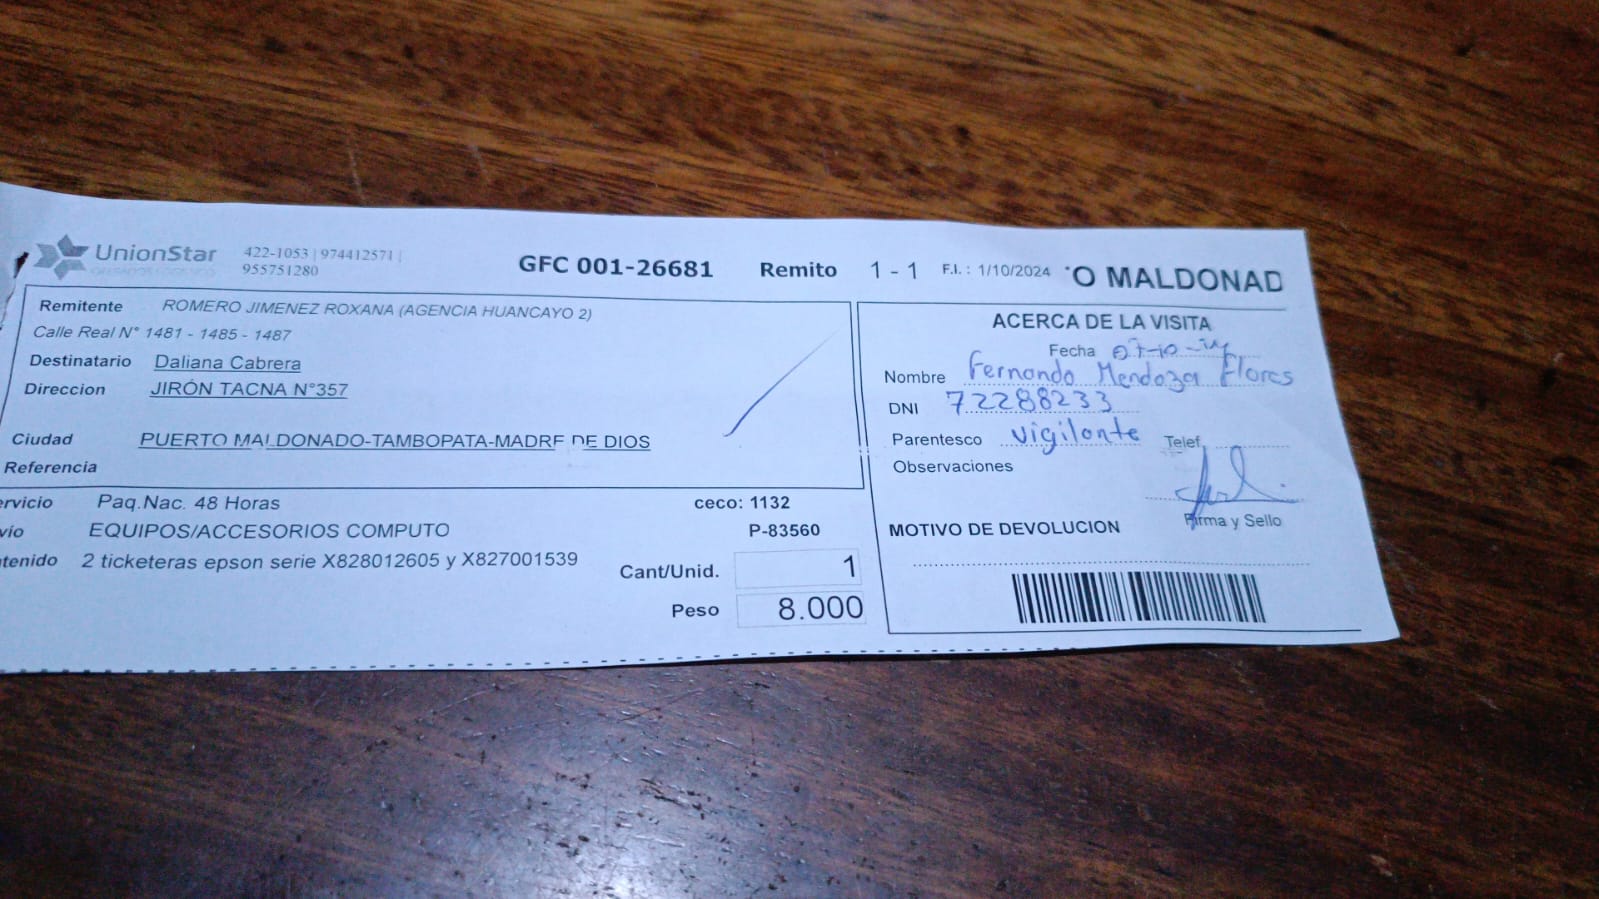 UnionStar 422-1053 | 974412571 |
955751280
GFC 001-26681 Remito 1 - 1 F.I. : 1/10/2024 O MALDONAD
Remitente ROMERO JIMENEZ ROXANA (AGENCIA HUANCAYO 2)
Calle Real N° 1481 - 1485 - 1487
Destinatario Daliana Cabrera
Direccion JIRÓN TACNA N°357
Ciudad PUERTO MALDONADO-TAMBOPATA-MADRE DE DIOS
Referencia
ervicio Paq.Nac. 48 Horas ceco: 1132
vío EQUIPOS/ACCESORIOS COMPUTO P-83560
tenido 2 ticketeras epson serie X828012605 y X827001539
Cant/Unid. 1
Peso 8.000
ACERCA DE LA VISITA
Fecha 07-10-24
Nombre Fernando Mendoza Flores
DNI 72288233
Parentesco vigilante Telef.
Observaciones
Firma y Sello
MOTIVO DE DEVOLUCION